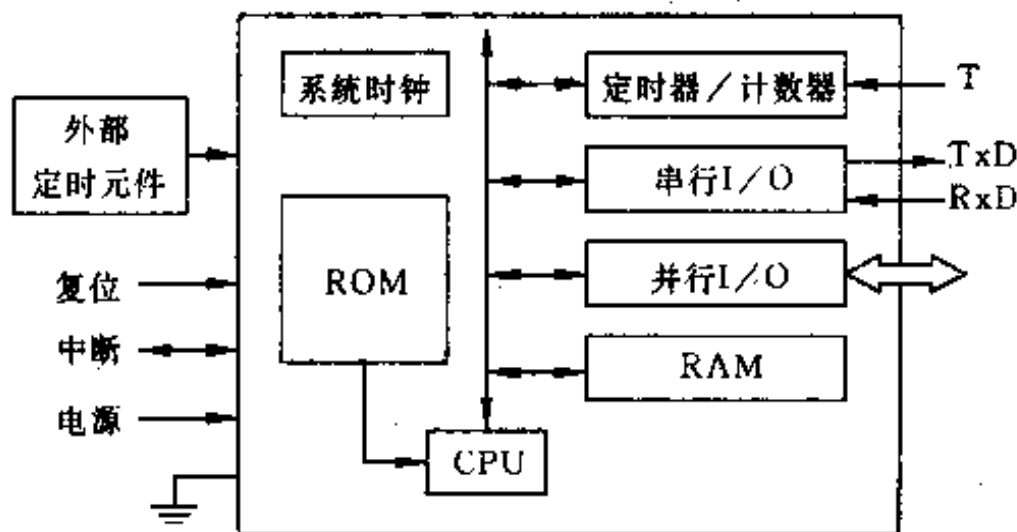 系统时钟
定时器／计数器
T
外部
定时元件
串行I／O
TxD
RxD
ROM
并行I／O
复位
中断
RAM
电源
CPU